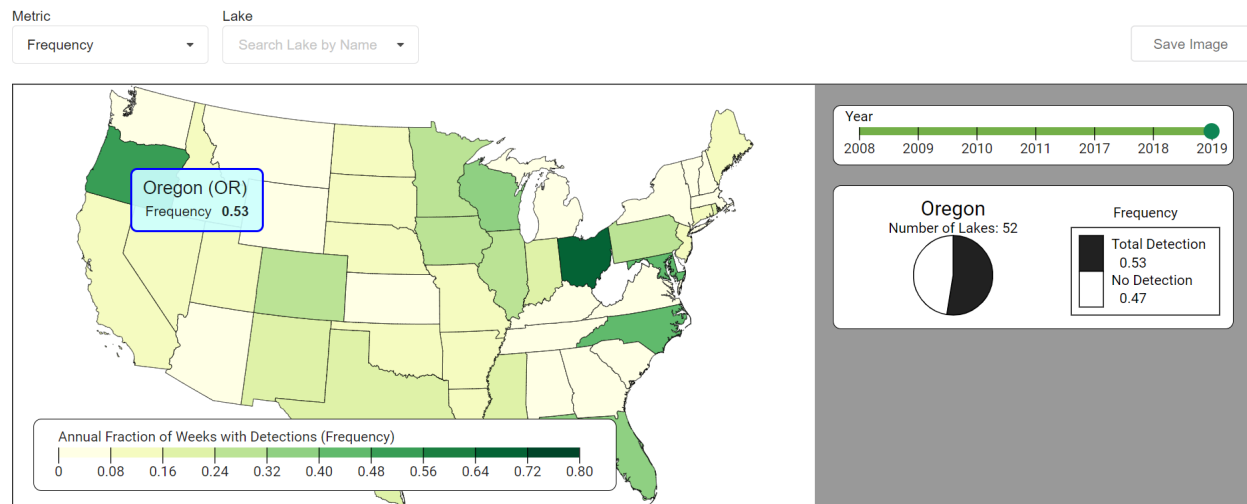 Metric
Lake
Frequency
Search Lake by Name
Save Image
Oregon (OR)
Frequency 0.53
Annual Fraction of Weeks with Detections (Frequency)
0 0.08 0.16 0.24 0.32 0.40 0.48 0.56 0.64 0.72 0.80
Year
2008 2009 2010 2011 2017 2018 2019
Oregon
Number of Lakes: 52
Frequency
Total Detection
0.53
No Detection
0.47